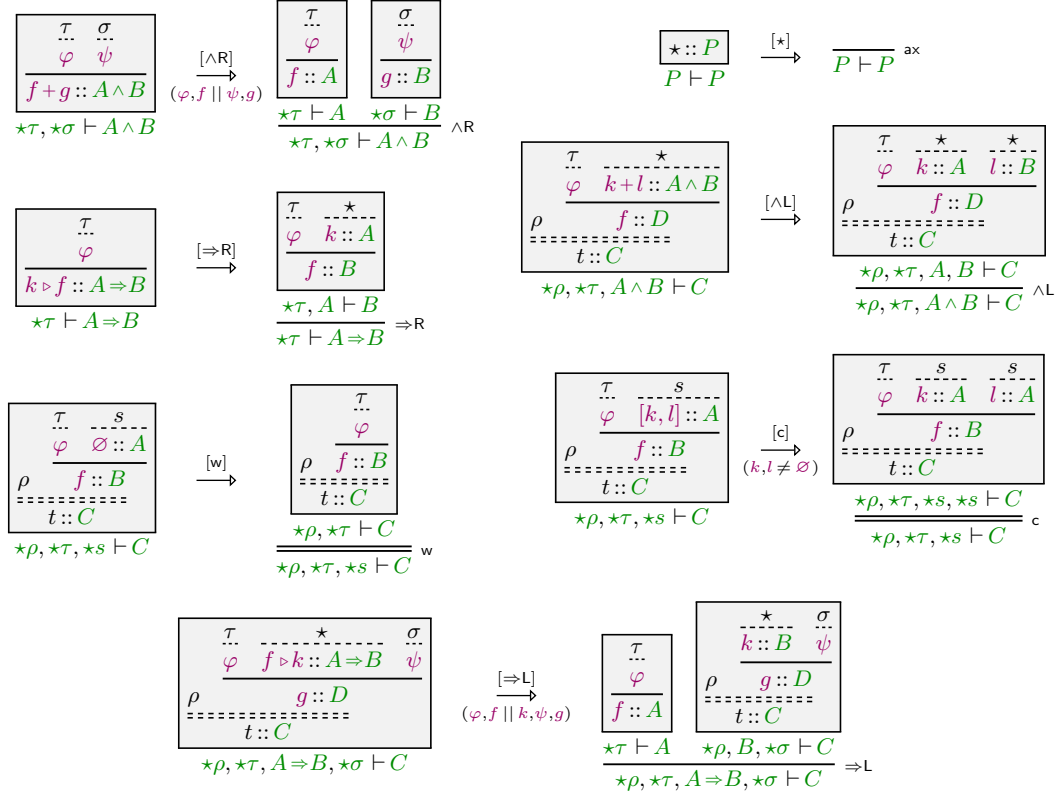 τ σ
φ ψ
f+g :: A∧B
⋆τ, ⋆σ ⊢ A∧B
[∧R]
(φ,f || ψ,g)
τ
φ
f :: A
σ
ψ
g :: B
⋆τ ⊢ A ⋆σ ⊢ B
⋆τ, ⋆σ ⊢ A∧B ∧R
⋆ :: P
P ⊢ P
[⋆]
P ⊢ P ax
τ ⋆
φ k+l :: A∧B
f :: D
ρ
t :: C
⋆ρ, ⋆τ, A∧B ⊢ C
[∧L]
τ ⋆ ⋆
φ k :: A l :: B
f :: D
ρ
t :: C
⋆ρ, ⋆τ, A, B ⊢ C
⋆ρ, ⋆τ, A∧B ⊢ C ∧L
τ
φ
k ▹ f :: A⇒B
⋆τ ⊢ A⇒B
[⇒R]
τ ⋆
φ k :: A
f :: B
⋆τ, A ⊢ B
⋆τ ⊢ A⇒B ⇒R
τ s
φ ∅ :: A
ρ f :: B
t :: C
⋆ρ, ⋆τ, ⋆s ⊢ C
[w]
τ
φ
ρ f :: B
t :: C
⋆ρ, ⋆τ ⊢ C
⋆ρ, ⋆τ, ⋆s ⊢ C w
τ s
φ [k, l] :: A
f :: B
ρ
t :: C
⋆ρ, ⋆τ, ⋆s ⊢ C
[c]
(k,l ≠ ∅)
τ s s
φ k :: A l :: A
f :: B
ρ
t :: C
⋆ρ, ⋆τ, ⋆s, ⋆s ⊢ C
⋆ρ, ⋆τ, ⋆s ⊢ C c
τ ⋆ σ
φ f▹k :: A⇒B ψ
ρ g :: D
t :: C
⋆ρ, ⋆τ, A⇒B, ⋆σ ⊢ C
[⇒L]
(φ,f || k,ψ,g)
τ
φ
f :: A
⋆ σ
k :: B ψ
ρ g :: D
t :: C
⋆τ ⊢ A ⋆ρ, B, ⋆σ ⊢ C
⋆ρ, ⋆τ, A⇒B, ⋆σ ⊢ C ⇒L